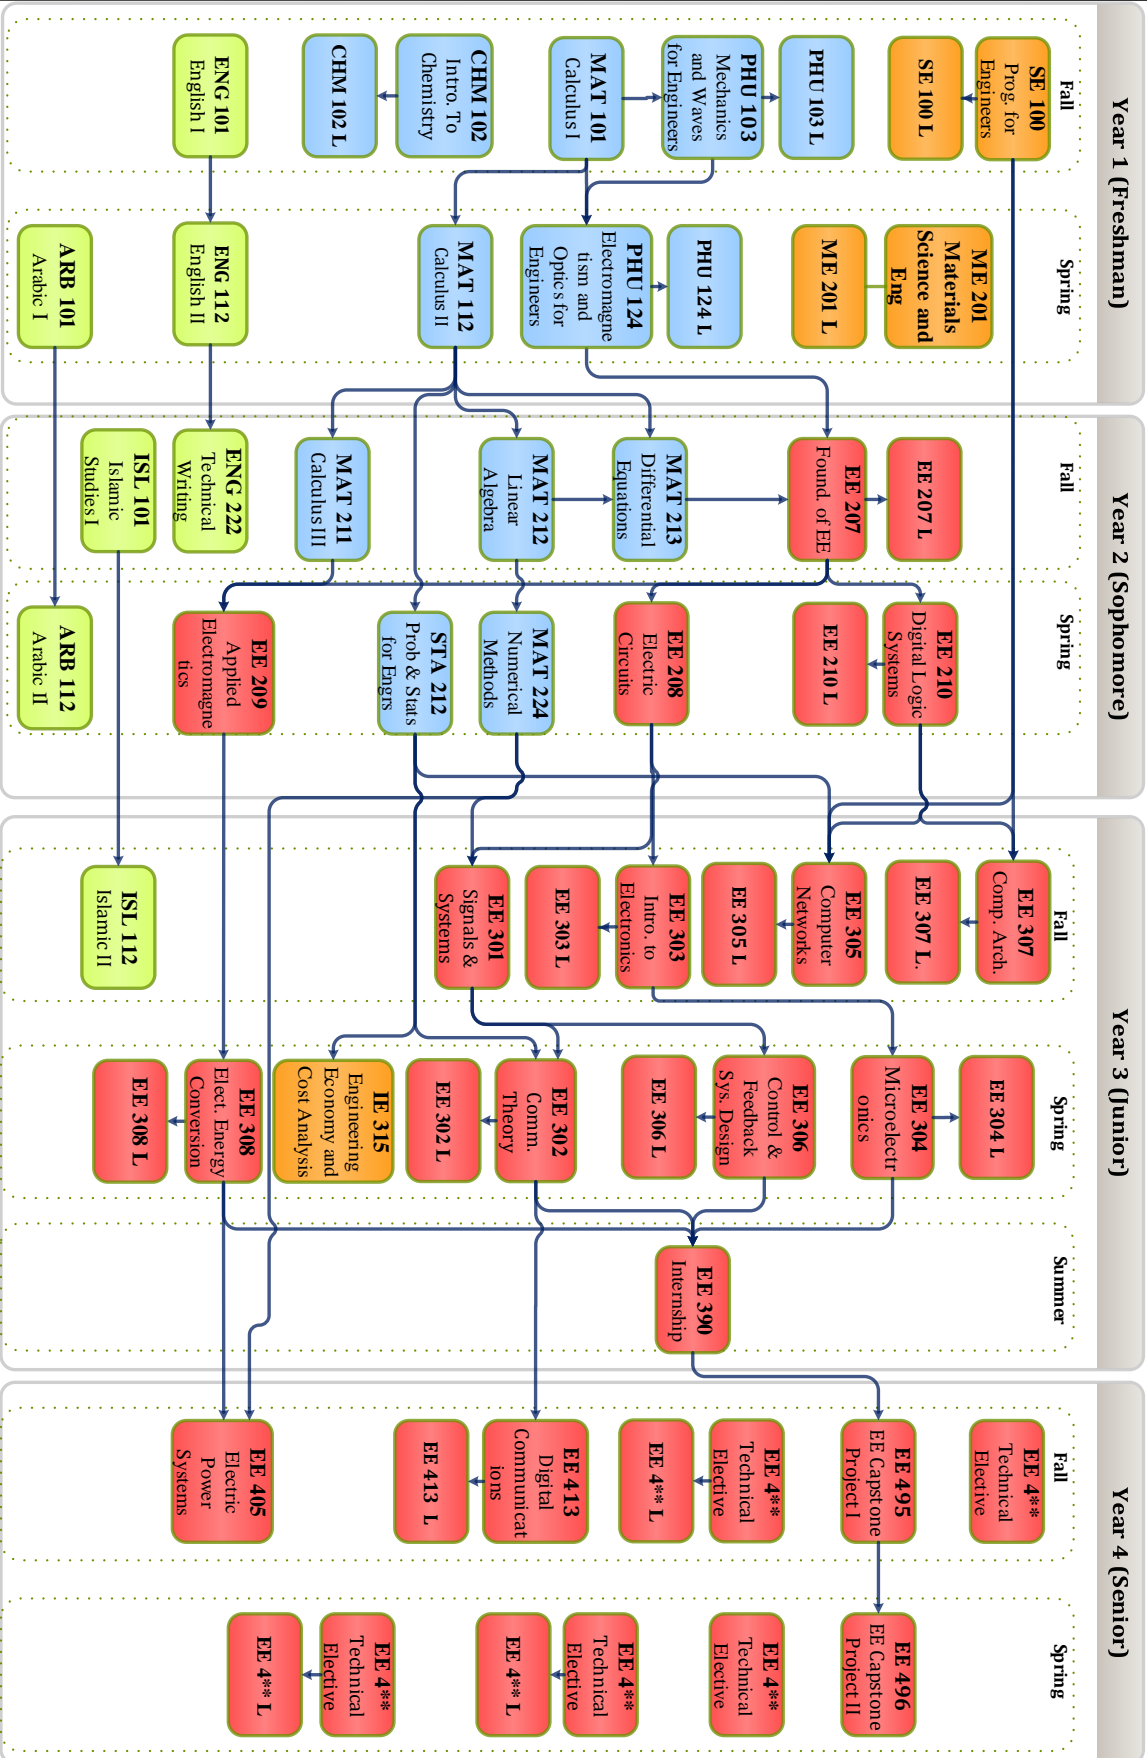 Year 1 (Freshman)
Fall
SE 100
Prog. for
Engineers
SE 100 L
PHU 103 L
PHU 103
Mechanics
and Waves
for Engineers
MAT 101
Calculus I
CHM 102
Intro. To
Chemistry
CHM 102 L
ENG 101
English I
Spring
ME 201
Materials
Science and
Eng
ME 201 L
PHU 124 L
PHU 124
Electromagne
tism and
Optics for
Engineers
MAT 112
Calculus II
ENG 112
English II
ARB 101
Arabic I
Year 2 (Sophomore)
Fall
EE 207 L
EE 207
Found. of EE
MAT 213
Differential
Equations
MAT 212
Linear
Algebra
MAT 211
Calculus III
ENG 222
Technical
Writing
ISL 101
Islamic
Studies I
Spring
EE 210
Digital Logic
Systems
EE 210 L
EE 208
Electric
Circuits
MAT 224
Numerical
Methods
STA 212
Prob & Stats
for Engrs
EE 209
Applied
Electromagne
tics
ARB 112
Arabic II
Year 3 (Junior)
Fall
EE 307
Comp. Arch.
EE 307 L.
EE 305
Computer
Networks
EE 305 L
EE 303
Intro. to
Electronics
EE 303 L
EE 301
Signals &
Systems
ISL 112
Islamic II
Spring
EE 304 L
EE 304
Microelectr
onics
EE 306
Control &
Feedback
Sys. Design
EE 306 L
EE 302
Comm.
Theory
EE 302 L
IE 315
Engineering
Economy and
Cost Analysis
EE 308
Elect. Energy
Conversion
EE 308 L
Summer
EE 390
Internship
Year 4 (Senior)
Fall
EE 4**
Technical
Elective
EE 495
EE Capstone
Project I
EE 4**
Technical
Elective
EE 4** L
EE 413
Digital
Communicat
ions
EE 413 L
EE 405
Electric
Power
Systems
Spring
EE 496
EE Capstone
Project II
EE 4**
Technical
Elective
EE 4**
Technical
Elective
EE 4** L
EE 4**
Technical
Elective
EE 4** L